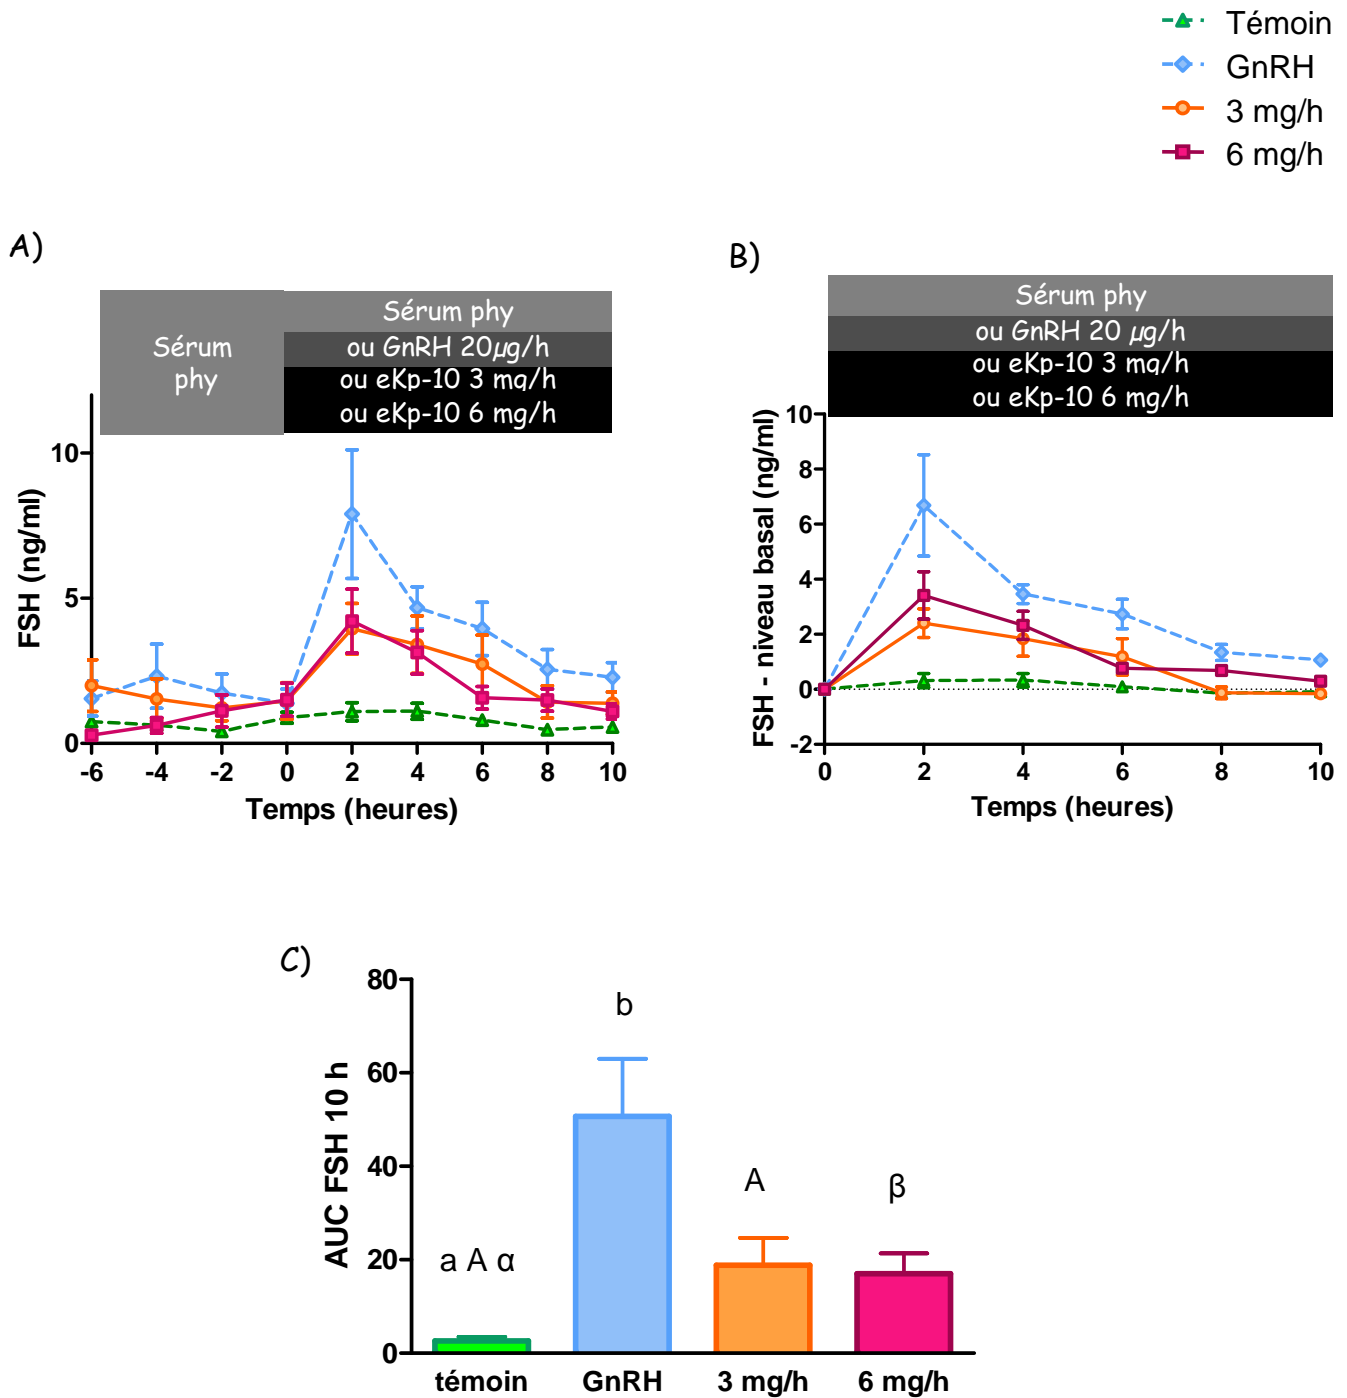 Témoin
GnRH
3 mg/h
6 mg/h
A)
Sérum
phy
Sérum phy
ou GnRH 20µg/h
ou eKp-10 3 mg/h
ou eKp-10 6 mg/h
10
5
0
FSH (ng/ml)
-6 -4 -2 0 2 4 6 8 10
Temps (heures)
B)
Sérum phy
ou GnRH 20 µg/h
ou eKp-10 3 mg/h
ou eKp-10 6 mg/h
10
8
6
4
2
0
-2
FSH - niveau basal (ng/ml)
0 2 4 6 8 10
Temps (heures)
C)
80
60
40
20
0
AUC FSH 10 h
a A α
b
A
β
témoin GnRH 3 mg/h 6 mg/h